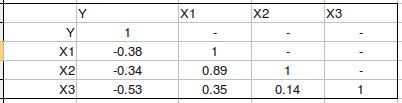 Y X1 X2 X3
Y 1 - - -
X1 -0.38 1 - -
X2 -0.34 0.89 1 -
X3 -0.53 0.35 0.14 1